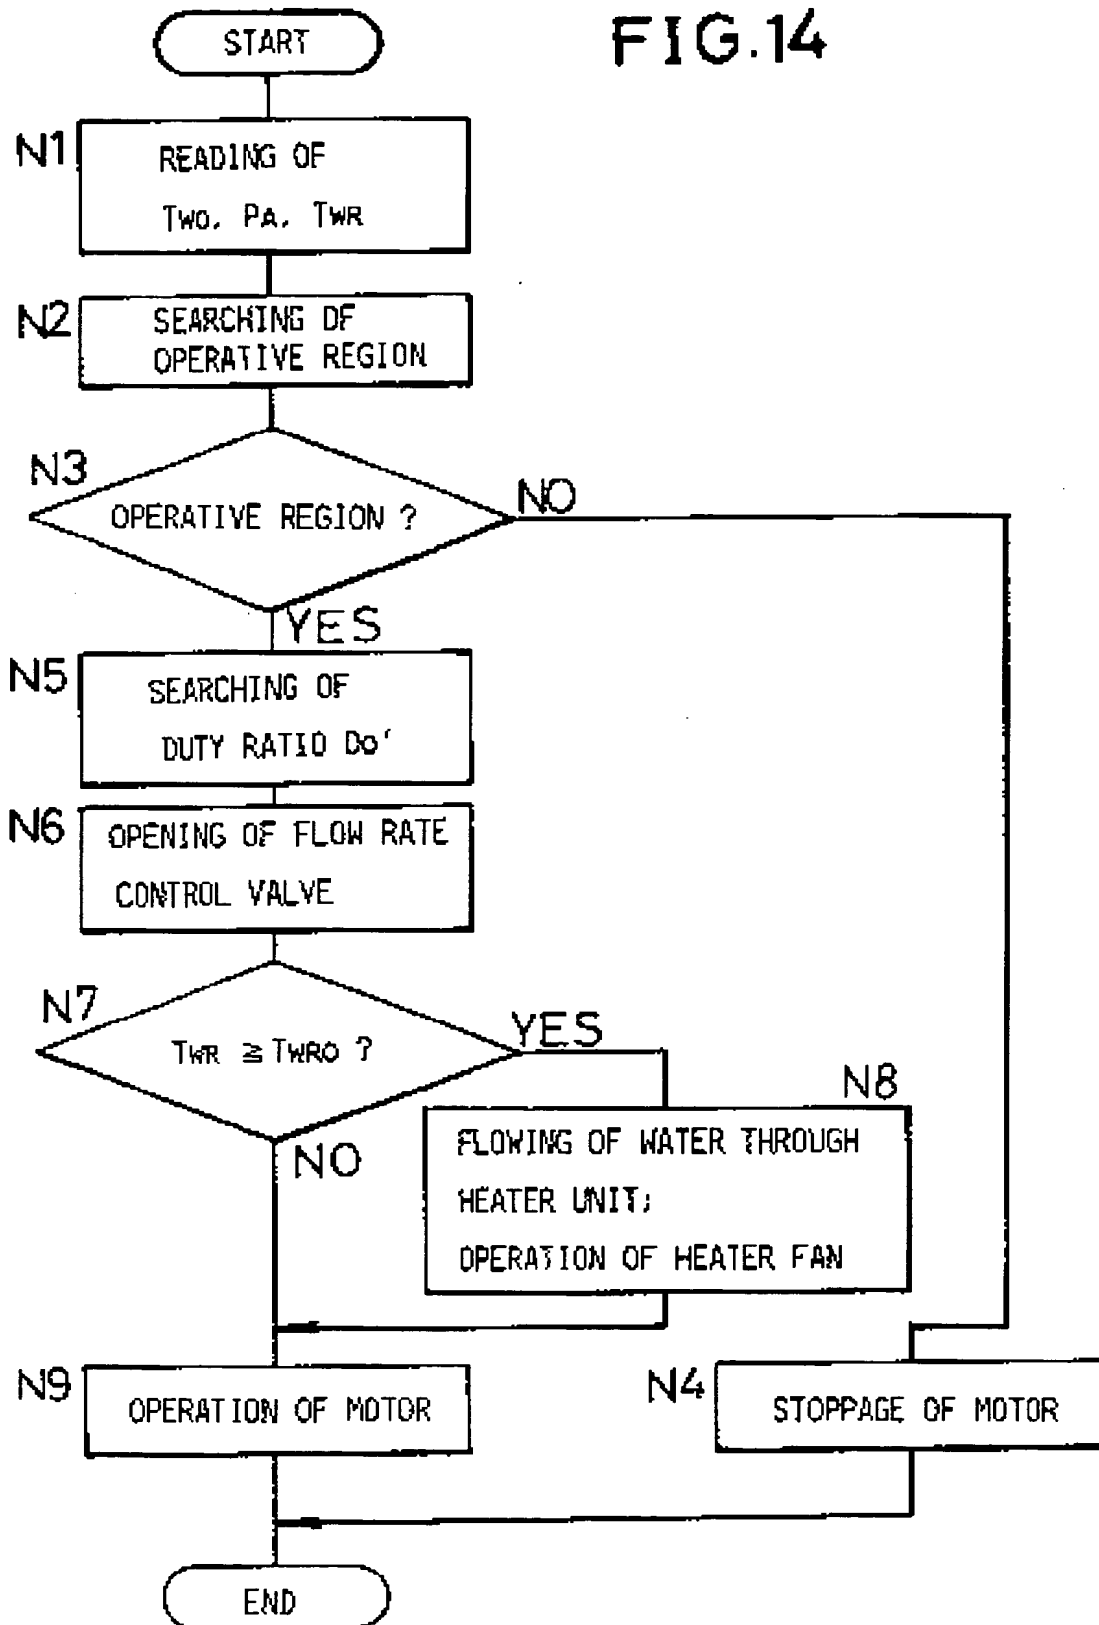 FIG.14
START
N1
READING OF
TWO, PA, TWR
N2
SEARCHING OF
OPERATIVE REGION
N3
OPERATIVE REGION ?
NO
YES
N5
SEARCHING OF
DUTY RATIO DO'
N6
OPENING OF FLOW RATE
CONTROL VALVE
N7
TWR ≧ TWRO ?
YES
NO
N8
FLOWING OF WATER THROUGH
HEATER UNIT;
OPERATION OF HEATER FAN
N9
OPERATION OF MOTOR
N4
STOPPAGE OF MOTOR
END